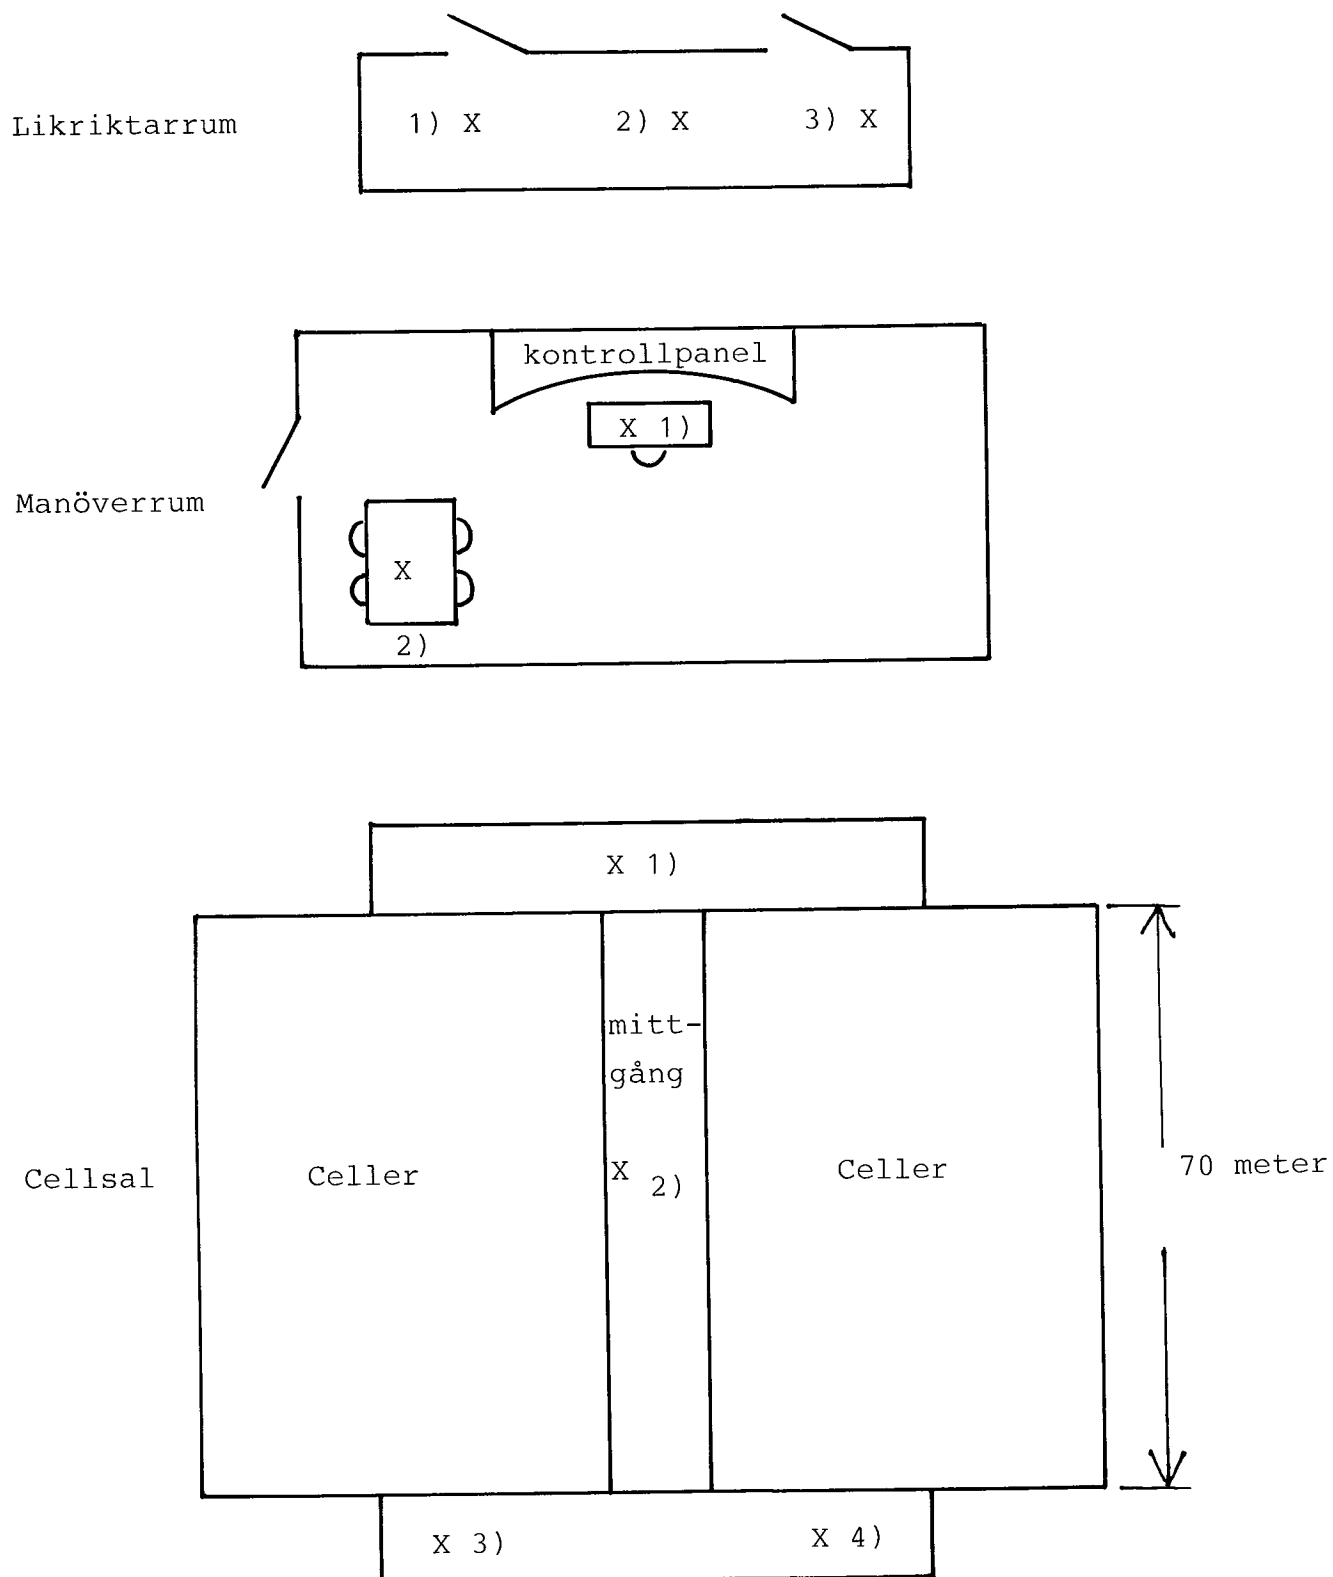 Likriktarrum
1) X 2) X 3) X
kontrollpanel
X 1)
Manöverrum
X
2)
X 1)
mitt-
gång
Cellsal
Celler
X 2)
Celler
70 meter
X 3)
X 4)